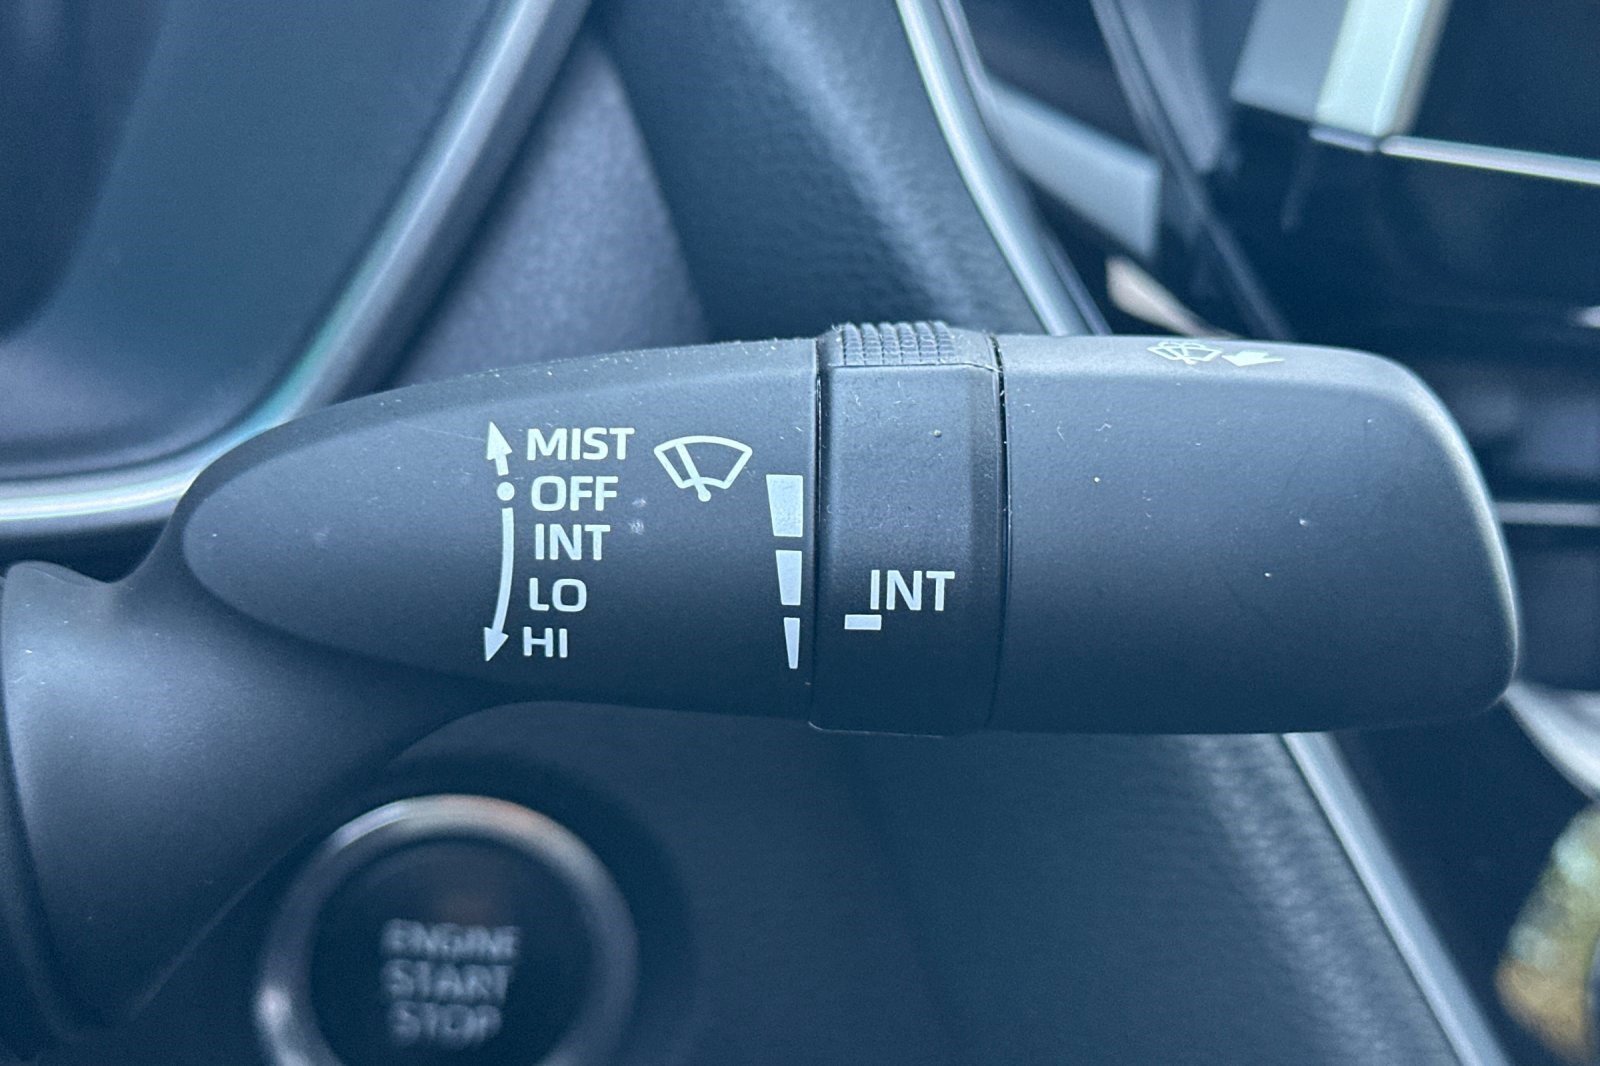 MIST
OFF
INT
LO
HI
INT
ENGINE
START
STOP